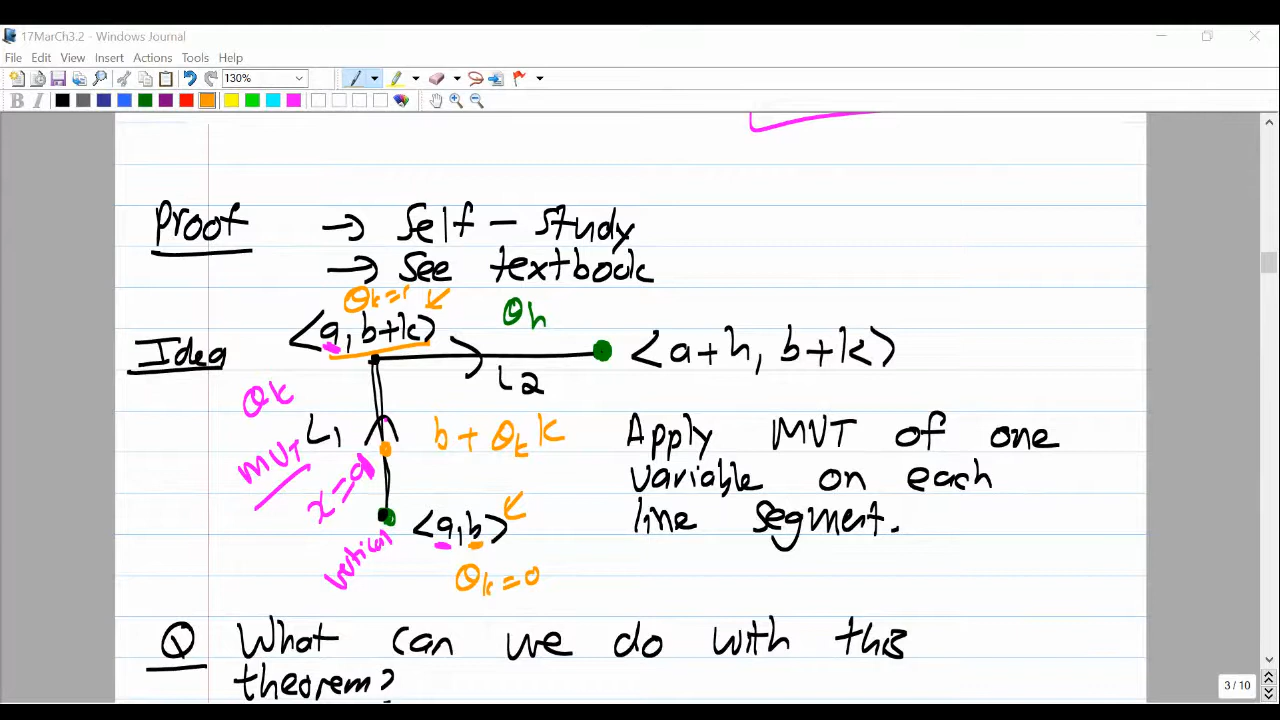 17MarCh3.2 - Windows Journal
File Edit View Insert Actions Tools Help
130%
B I
Proof → Self - study
→ See textbook
θk=1
<a, b+k>
θh
Idea
<a+h, b+k>
L2
θk
L1
b + θk k
MVT
x=a
Apply MVT of one
variable on each
line segment.
<a,b>
vertical
θk=0
Q What can we do with this
theorem?
3 / 10